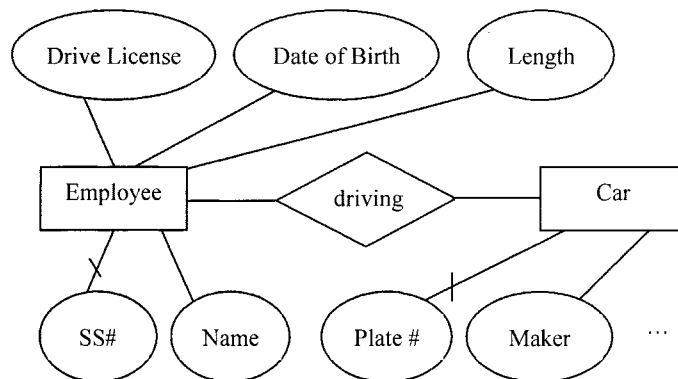 Drive License
Date of Birth
Length
Employee
driving
Car
SS#
Name
Plate #
Maker
...